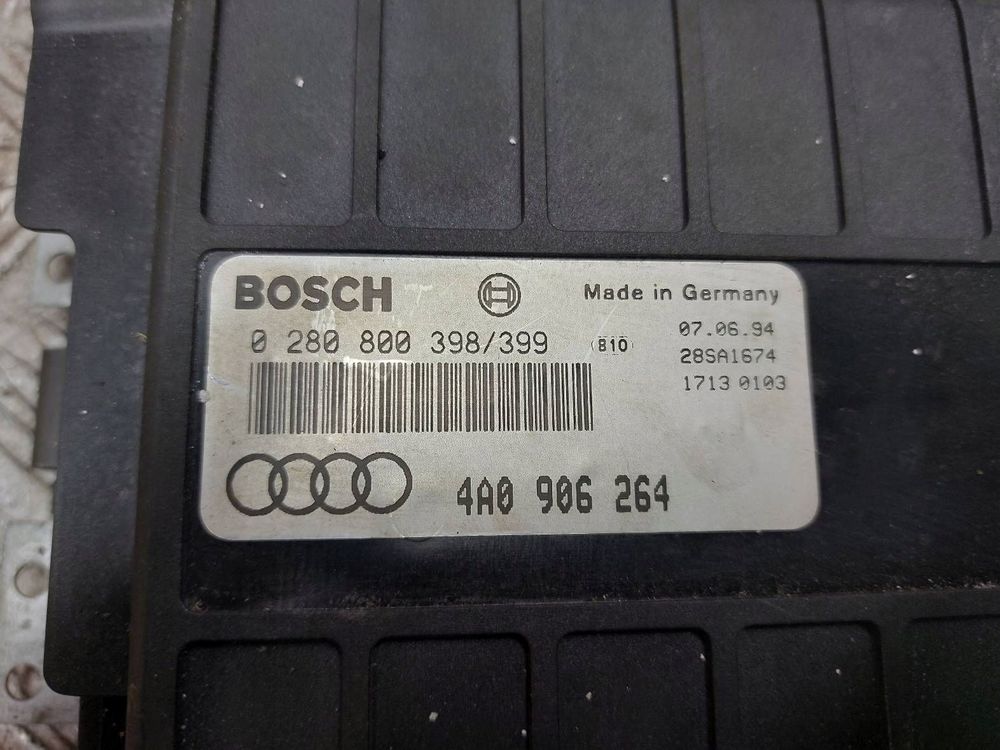 BOSCH Made in Germany
0 280 800 398/399 (810) 07.06.94
28SA1674
1713 0103
4A0 906 264